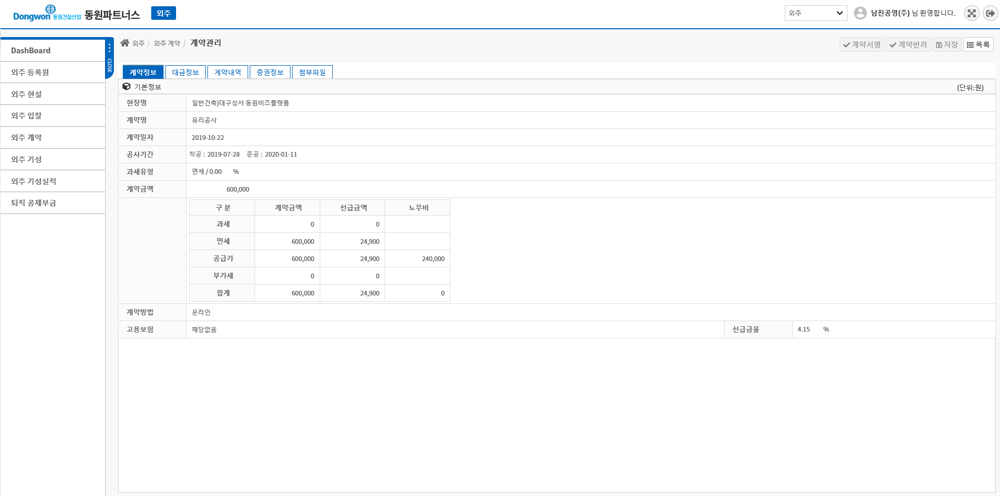 Dongwon 동원건설산업 동원파트너스 외주
외주 남진공영(주) 님 환영합니다.
DashBoard
외주 등록원
외주 현설
외주 입찰
외주 계약
외주 기성
외주 기성실적
퇴직 공제부금
CLOSE
외주 / 외주 계약 / 계약관리
계약서명 계약반려 저장 목록
계약정보 대금정보 계약내역 증권정보 첨부파일
기본정보 (단위:원)
현장명 일반건축)대구성서 동원비즈플랫폼
계약명 유리공사
계약일자 2019-10-22
공사기간 착공 : 2019-07-28 준공 : 2020-01-11
과세유형 면세 / 0.00 %
계약금액 600,000
구 분 계약금액 선급금액 노무비
과세 0 0
면세 600,000 24,900
공급가 600,000 24,900 240,000
부가세 0 0
합계 600,000 24,900 0
계약방법 온라인
고용보험 해당없음 선급금율 4.15 %